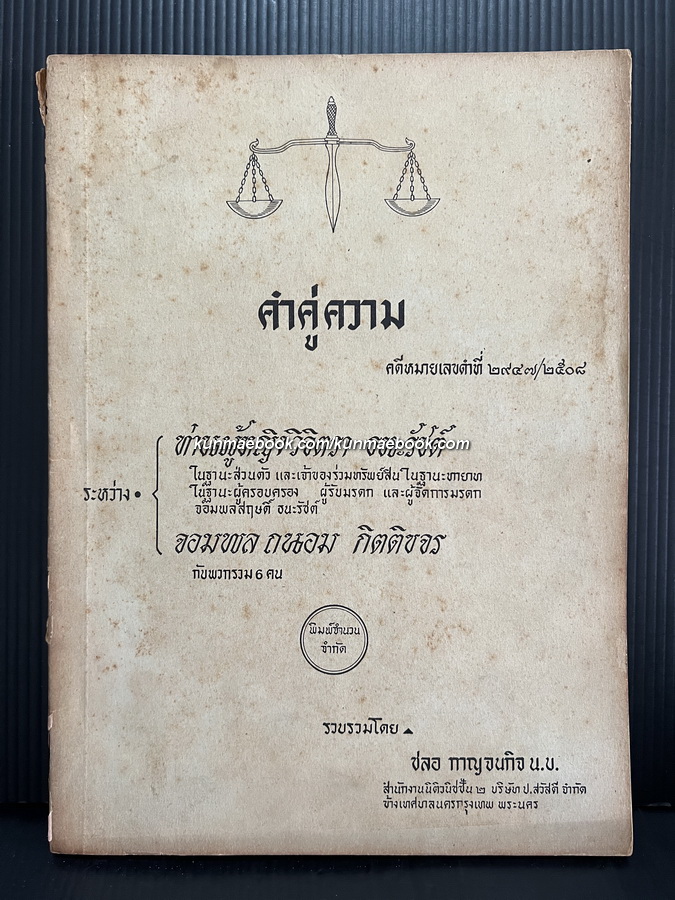 คำคู่ความ
คดีหมายเลขดำที่ ๒๙๔๗/๒๕๐๘
ท่านผู้หญิงวิจิตรา ธนะรัชต์
kunmaebook.com/kunmaebook.com/kunmaebook.com
ในฐานะส่วนตัว และเจ้าของร่วมทรัพย์สิน ในฐานะทายาท
ระหว่าง
ในฐานะผู้ครอบครอง ผู้รับมรดก และผู้จัดการมรดก
จอมพลสฤษดิ์ ธนะรัชต์
จอมพล ถนอม กิตติขจร
กับพวกรวม 6 คน
พิมพ์จำนวน
จำกัด
รวบรวมโดย
ชลอ กาญจนกิจ น.บ.
สำนักงานนิติวนิชชั้น ๒ บริษัท ป.สวัสดี จำกัด
ข้างเทศบาลนครกรุงเทพ พระนคร